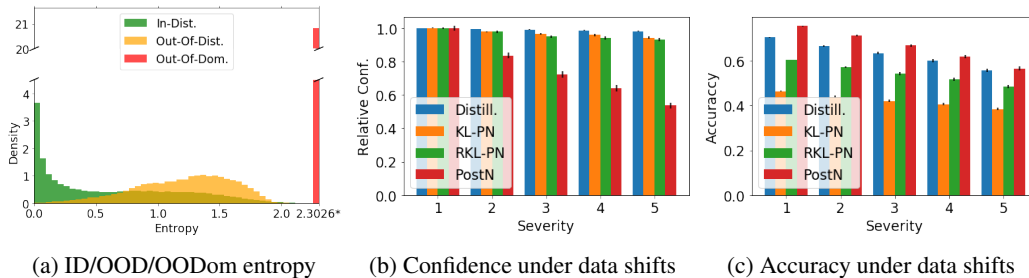 21
20
4
3
2
1
0
Density
0.0
0.5
1.0
1.5
2.0
2.3026*
Entropy
In-Dist.
Out-Of-Dist.
Out-Of-Dom.
(a) ID/OOD/OODom entropy
1.0
0.8
0.6
0.4
0.2
0.0
Relative Conf.
Distill.
KL-PN
RKL-PN
PostN
1
2
3
4
5
Severity
(b) Confidence under data shifts
0.6
0.4
0.2
0.0
Accuraccy
Distill.
KL-PN
RKL-PN
PostN
1
2
3
4
5
Severity
(c) Accuracy under data shifts